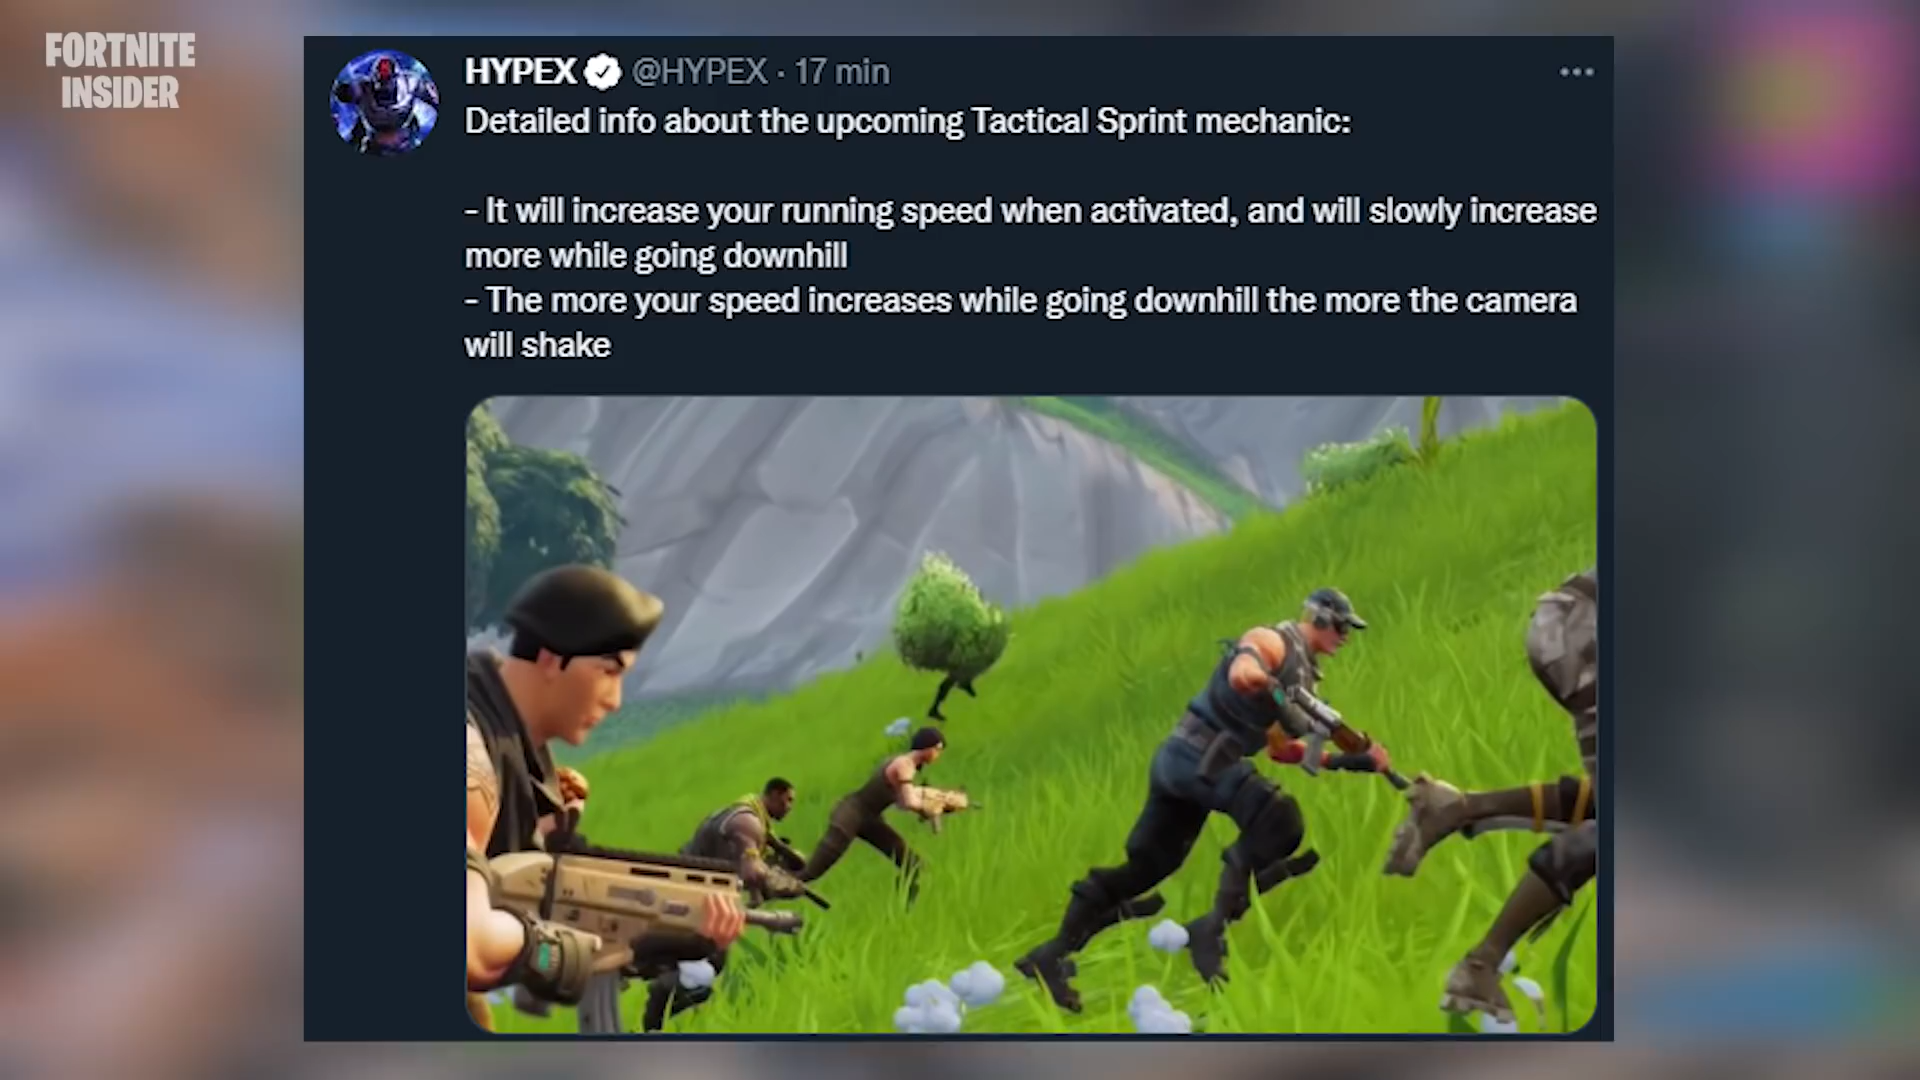 FORTNITE
INSIDER
HYPEX @HYPEX · 17 min
Detailed info about the upcoming Tactical Sprint mechanic:
- It will increase your running speed when activated, and will slowly increase
more while going downhill
- The more your speed increases while going downhill the more the camera
will shake